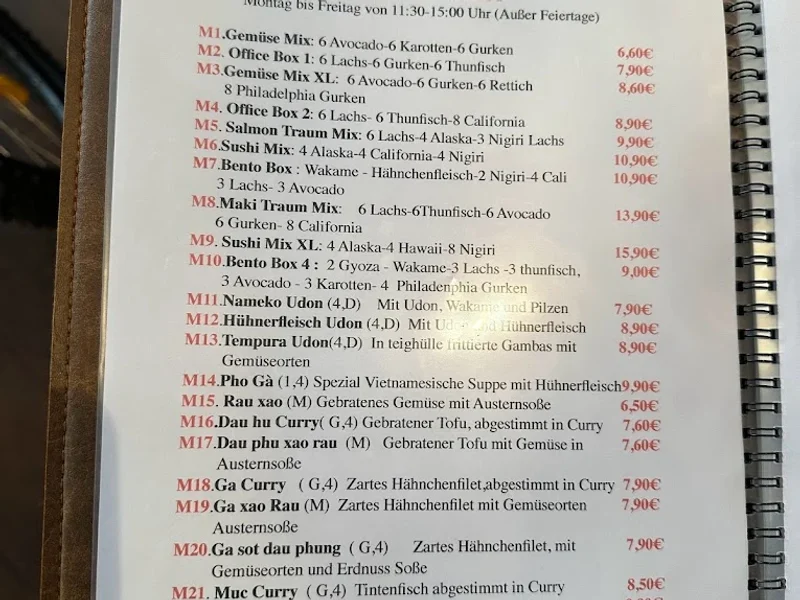 Montag bis Freitag von 11:30-15:00 Uhr (Außer Feiertage)
M1.Gemüse Mix: 6 Avocado-6 Karotten-6 Gurken 6,60€
M2. Office Box 1: 6 Lachs-6 Gurken-6 Thunfisch 7,90€
M3.Gemüse Mix XL: 6 Avocado-6 Gurken-6 Rettich 8,60€
8 Philadelphia Gurken
M4. Office Box 2: 6 Lachs- 6 Thunfisch-8 California 8,90€
M5. Salmon Traum Mix: 6 Lachs-4 Alaska-3 Nigiri Lachs 9,90€
M6.Sushi Mix: 4 Alaska-4 California-4 Nigiri 10,90€
M7.Bento Box : Wakame - Hähnchenfleisch-2 Nigiri-4 Cali 10,90€
3 Lachs- 3 Avocado
M8.Maki Traum Mix: 6 Lachs-6Thunfisch-6 Avocado 13,90€
6 Gurken- 8 California
M9. Sushi Mix XL: 4 Alaska-4 Hawaii-8 Nigiri 15,90€
M10.Bento Box 4 : 2 Gyoza - Wakame-3 Lachs -3 thunfisch, 9,00€
3 Avocado - 3 Karotten- 4 Philadenphia Gurken
M11.Nameko Udon (4,D) Mit Udon, Wakame und Pilzen 7,90€
M12.Hühnerfleisch Udon (4,D) Mit Udon und Hühnerfleisch 8,90€
M13.Tempura Udon(4,D) In teighülle frittierte Gambas mit 8,90€
Gemüseorten
M14.Pho Gà (1,4) Spezial Vietnamesische Suppe mit Hühnerfleisch9,90€
M15. Rau xao (M) Gebratenes Gemüse mit Austernsoße 6,50€
M16.Dau hu Curry( G,4) Gebratener Tofu, abgestimmt in Curry 7,60€
M17.Dau phu xao rau (M) Gebratener Tofu mit Gemüse in 7,60€
Austernsoße
M18.Ga Curry ( G,4) Zartes Hähnchenfilet,abgestimmt in Curry 7,90€
M19.Ga xao Rau (M) Zartes Hähnchenfilet mit Gemüseorten 7,90€
Austernsoße
M20.Ga sot dau phung ( G,4) Zartes Hähnchenfilet, mit 7,90€
Gemüseorten und Erdnuss Soße
M21. Muc Curry ( G,4) Tintenfisch abgestimmt in Curry 8,50€